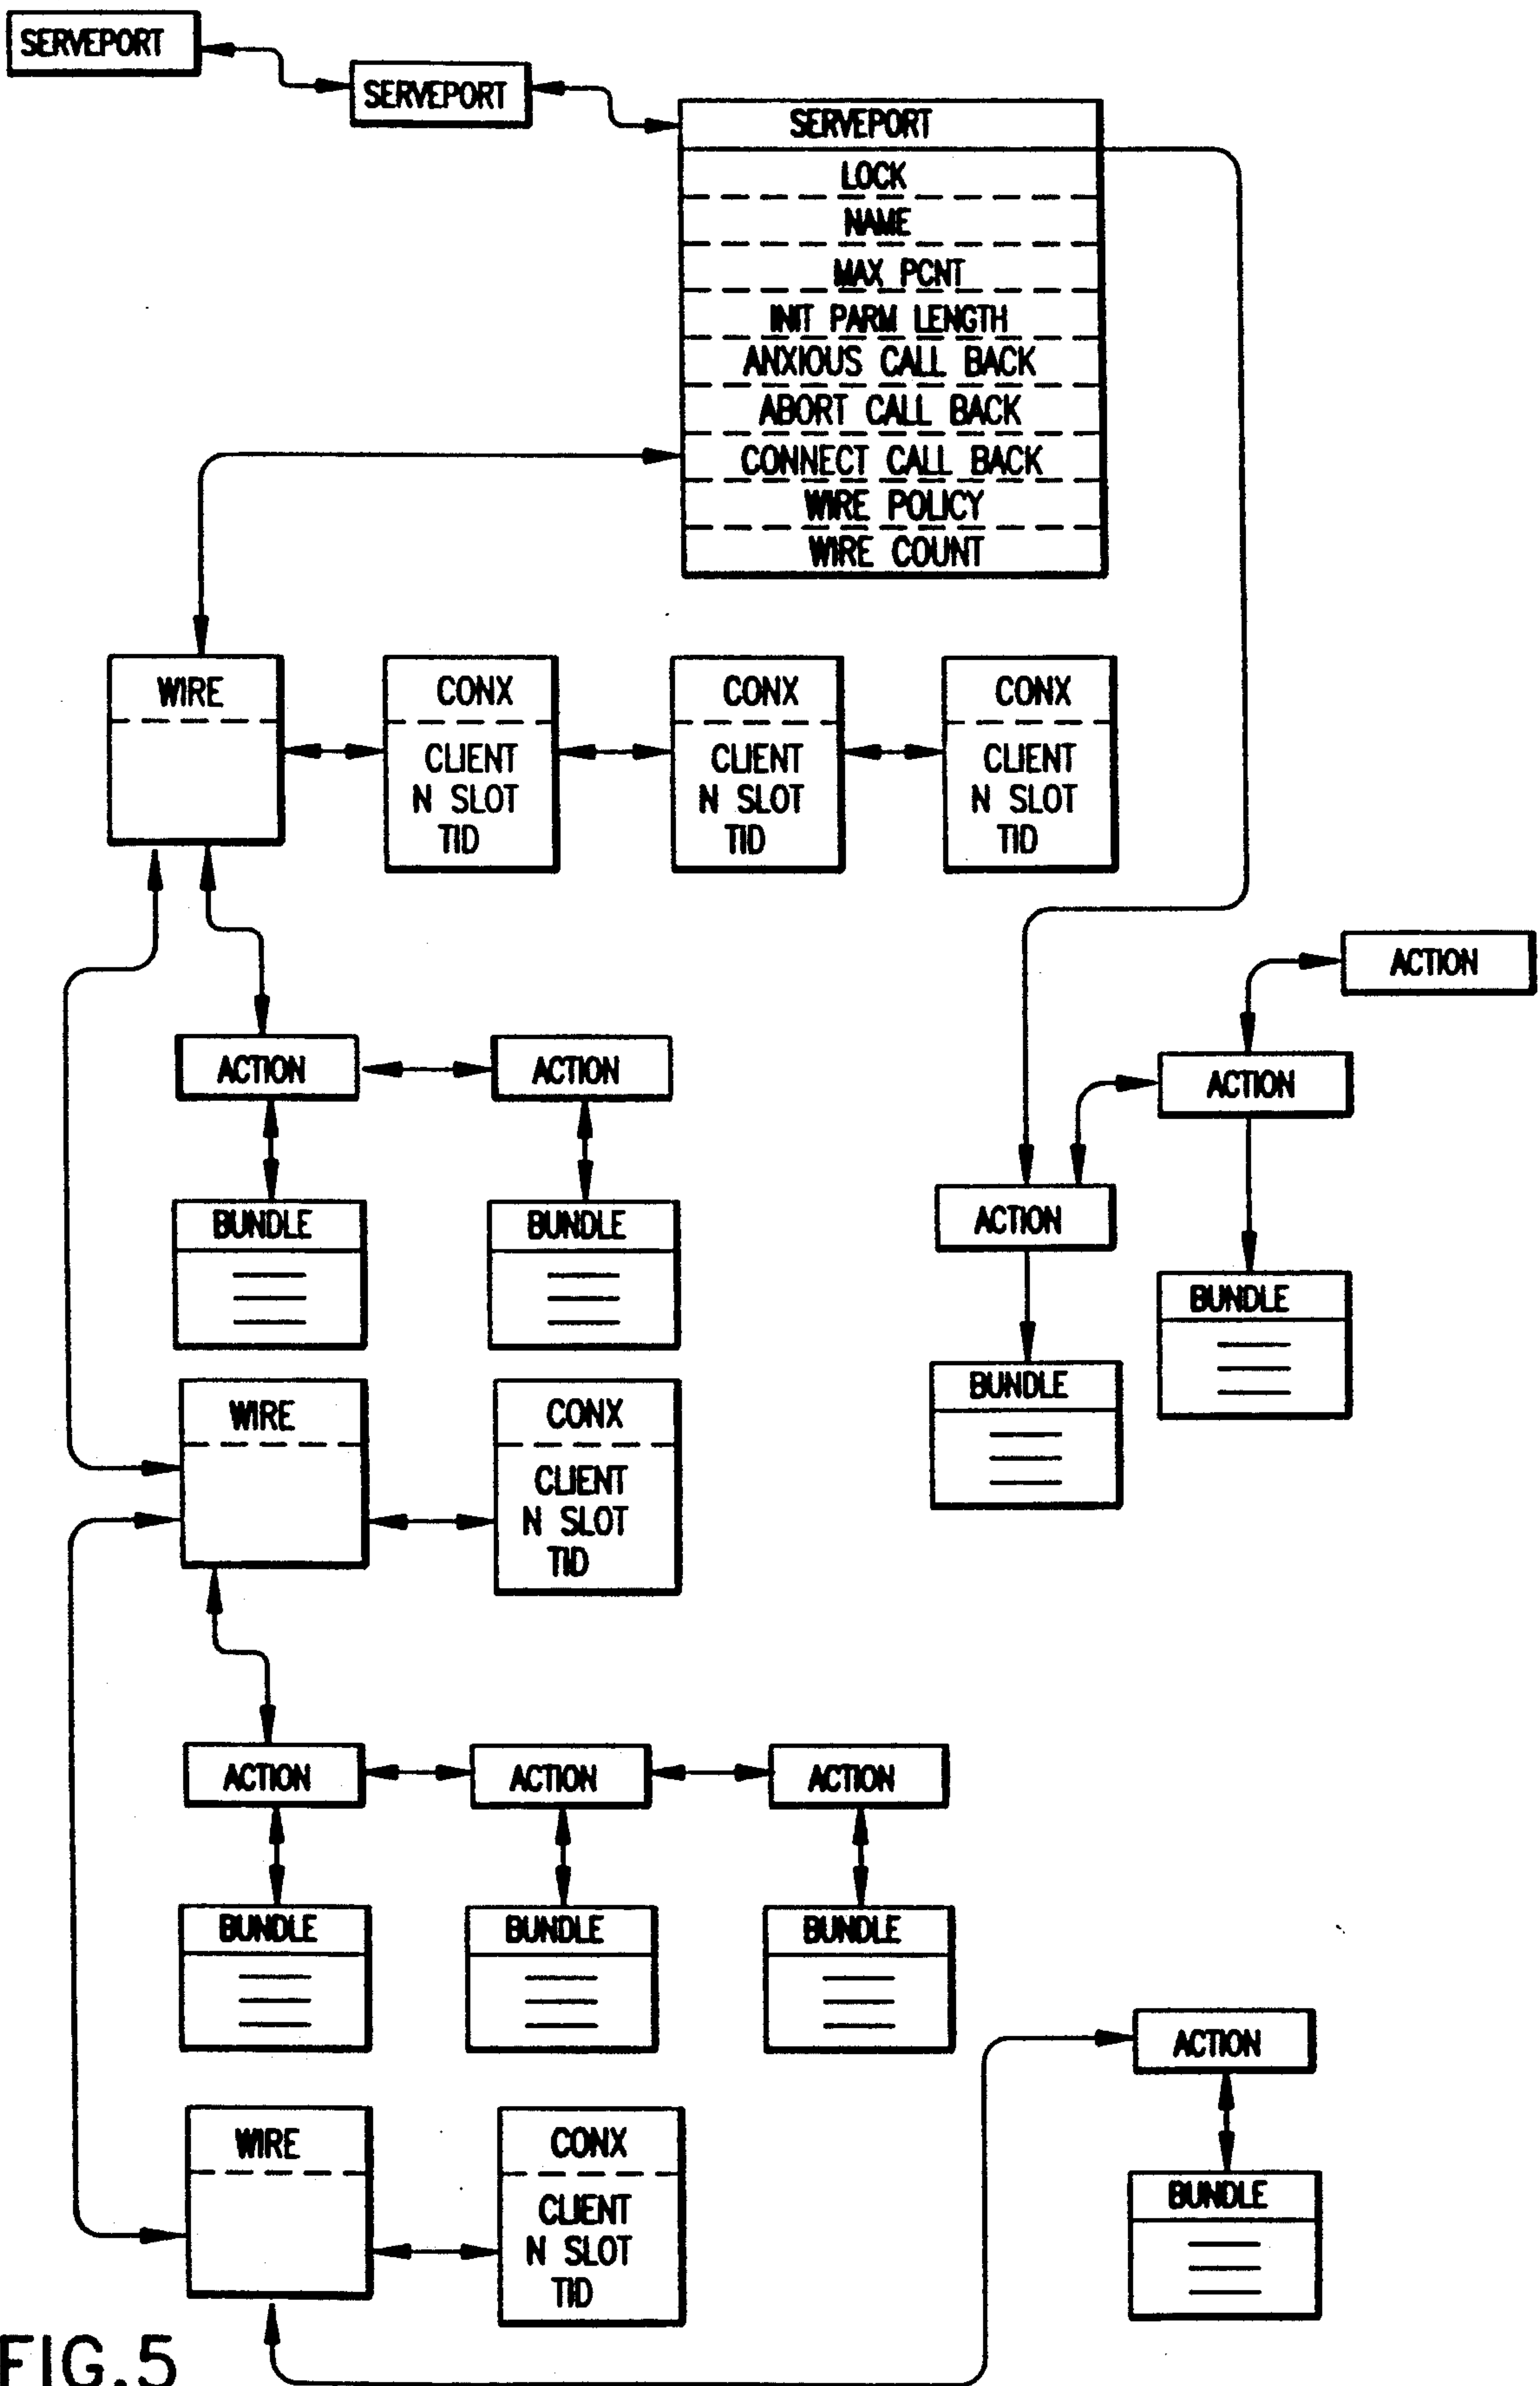 SERVEPORT
SERVEPORT
SERVEPORT
LOCK
NAME
MAX PCNT
INIT PARM LENGTH
ANXIOUS CALL BACK
ABORT CALL BACK
CONNECT CALL BACK
WIRE POLICY
WIRE COUNT
WIRE
CONX
CLIENT
N SLOT
TID
CONX
CLIENT
N SLOT
TID
CONX
CLIENT
N SLOT
TID
ACTION
ACTION
ACTION
ACTION
ACTION
BUNDLE
BUNDLE
BUNDLE
BUNDLE
WIRE
CONX
CLIENT
N SLOT
TID
ACTION
ACTION
ACTION
BUNDLE
BUNDLE
BUNDLE
ACTION
BUNDLE
WIRE
CONX
CLIENT
N SLOT
TID
FIG.5